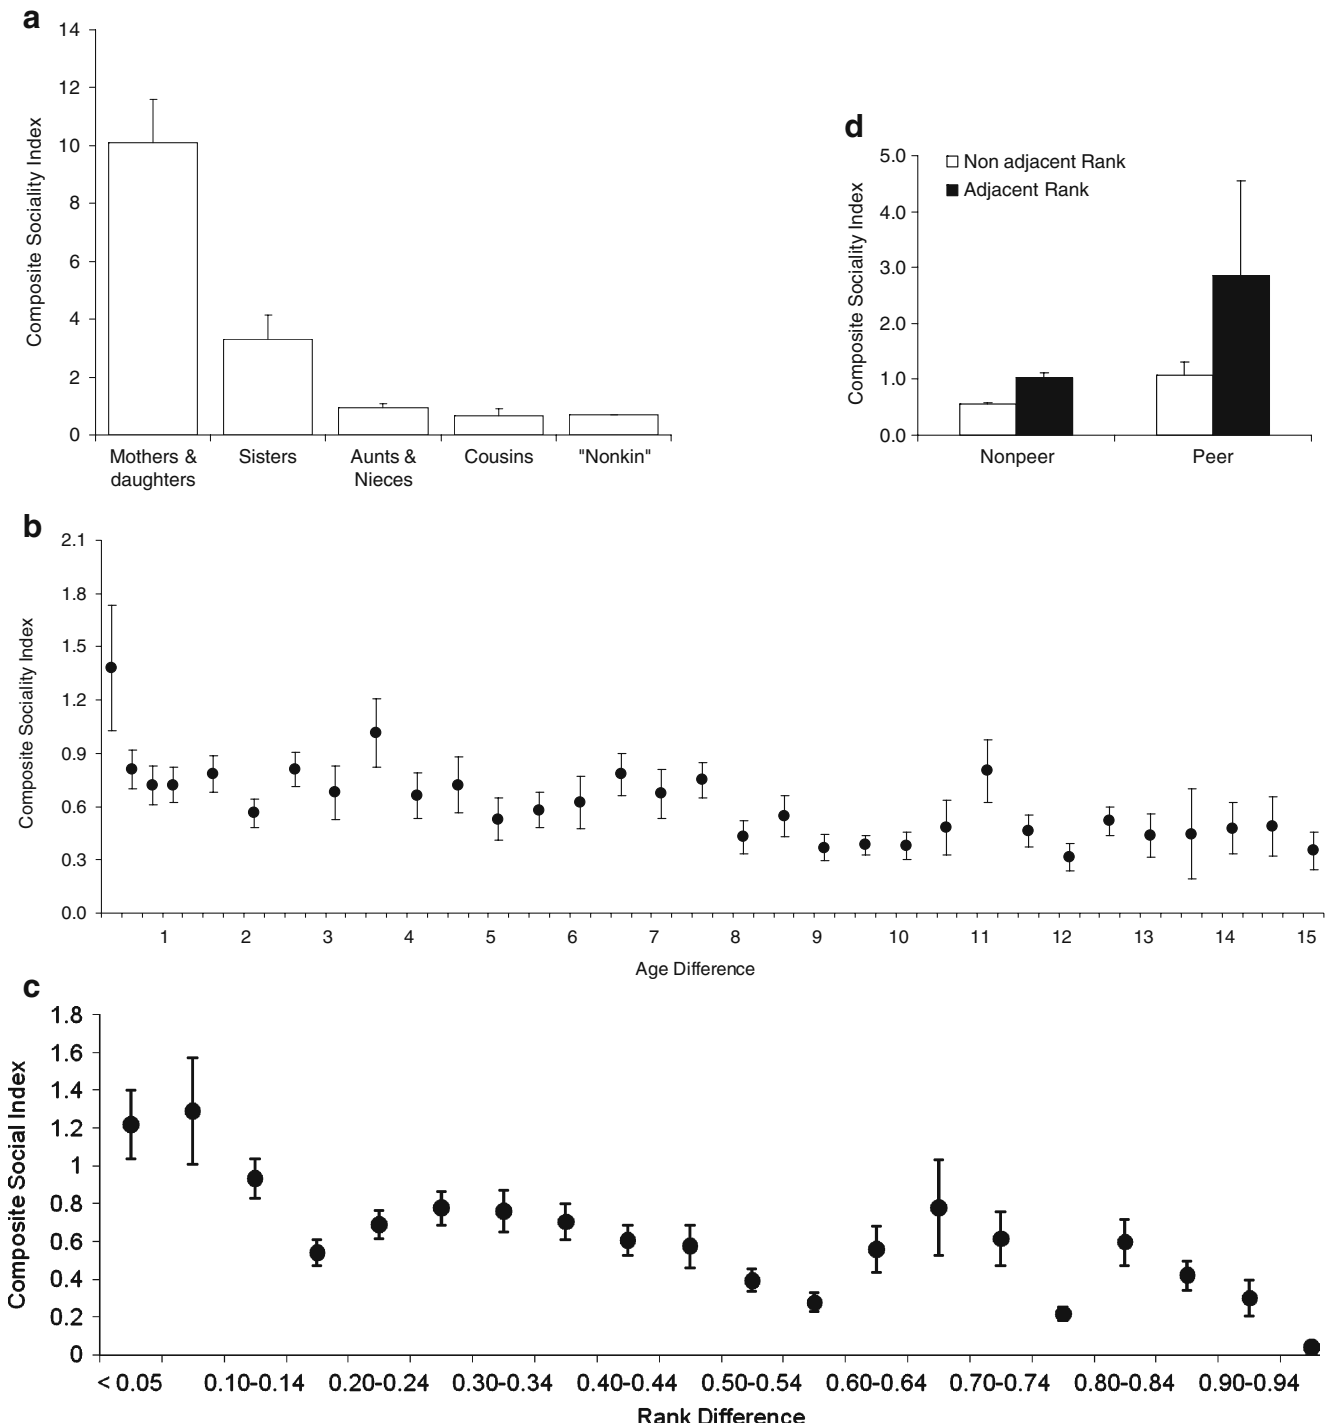 a
Composite Sociality Index
14
12
10
8
6
4
2
0
Mothers & daughters
Sisters
Aunts & Nieces
Cousins
"Nonkin"
d
Composite Sociality Index
5.0
4.0
3.0
2.0
1.0
0.0
Non adjacent Rank
Adjacent Rank
Nonpeer
Peer
b
Composite Sociality Index
2.1
1.8
1.5
1.2
0.9
0.6
0.3
0.0
1 2 3 4 5 6 7 8 9 10 11 12 13 14 15
Age Difference
c
Composite Social Index
1.8
1.6
1.4
1.2
1
0.8
0.6
0.4
0.2
0
< 0.05 0.10-0.14 0.20-0.24 0.30-0.34 0.40-0.44 0.50-0.54 0.60-0.64 0.70-0.74 0.80-0.84 0.90-0.94
Rank Difference